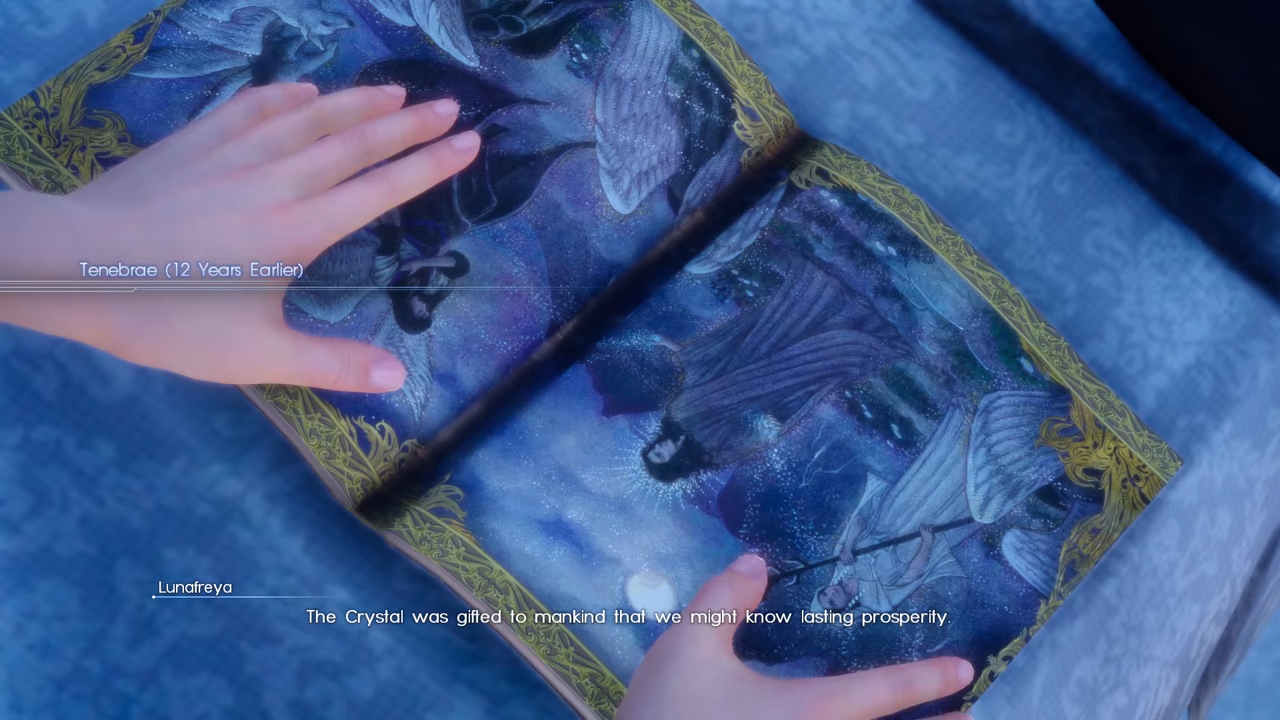 Tenebrae (12 Years Earlier)
Lunafreya
The Crystal was gifted to mankind that we might know lasting prosperity.